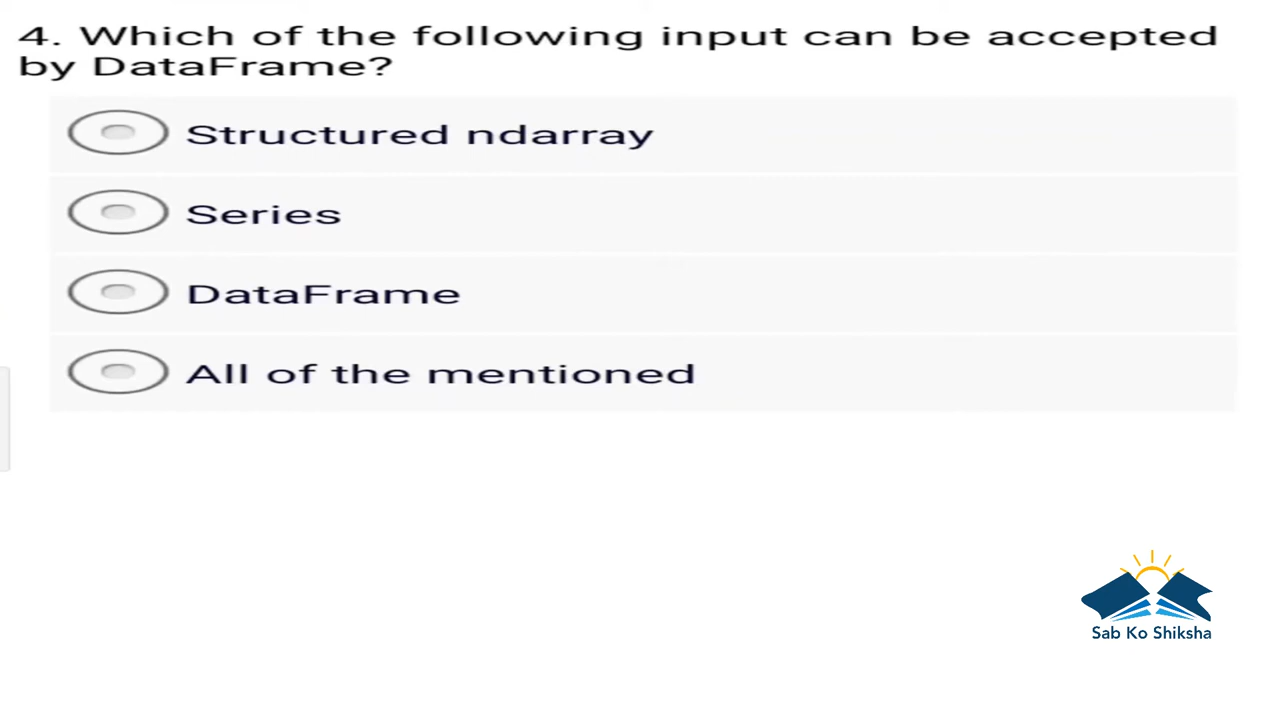 4. Which of the following input can be accepted
by DataFrame?
Structured ndarray
Series
DataFrame
All of the mentioned
Sab Ko Shiksha